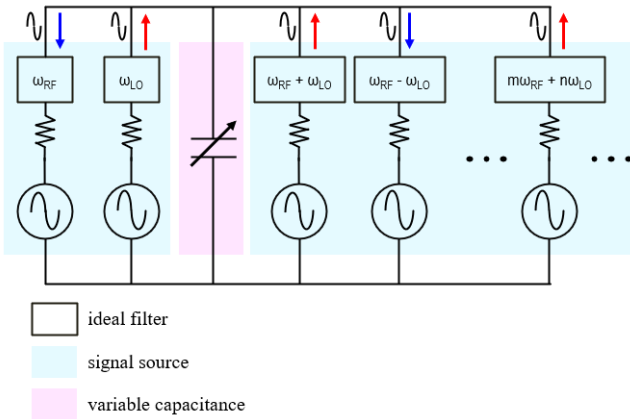 ωRF
ωLO
ωRF + ωLO
ωRF - ωLO
mωRF + nωLO
ideal filter
signal source
variable capacitance